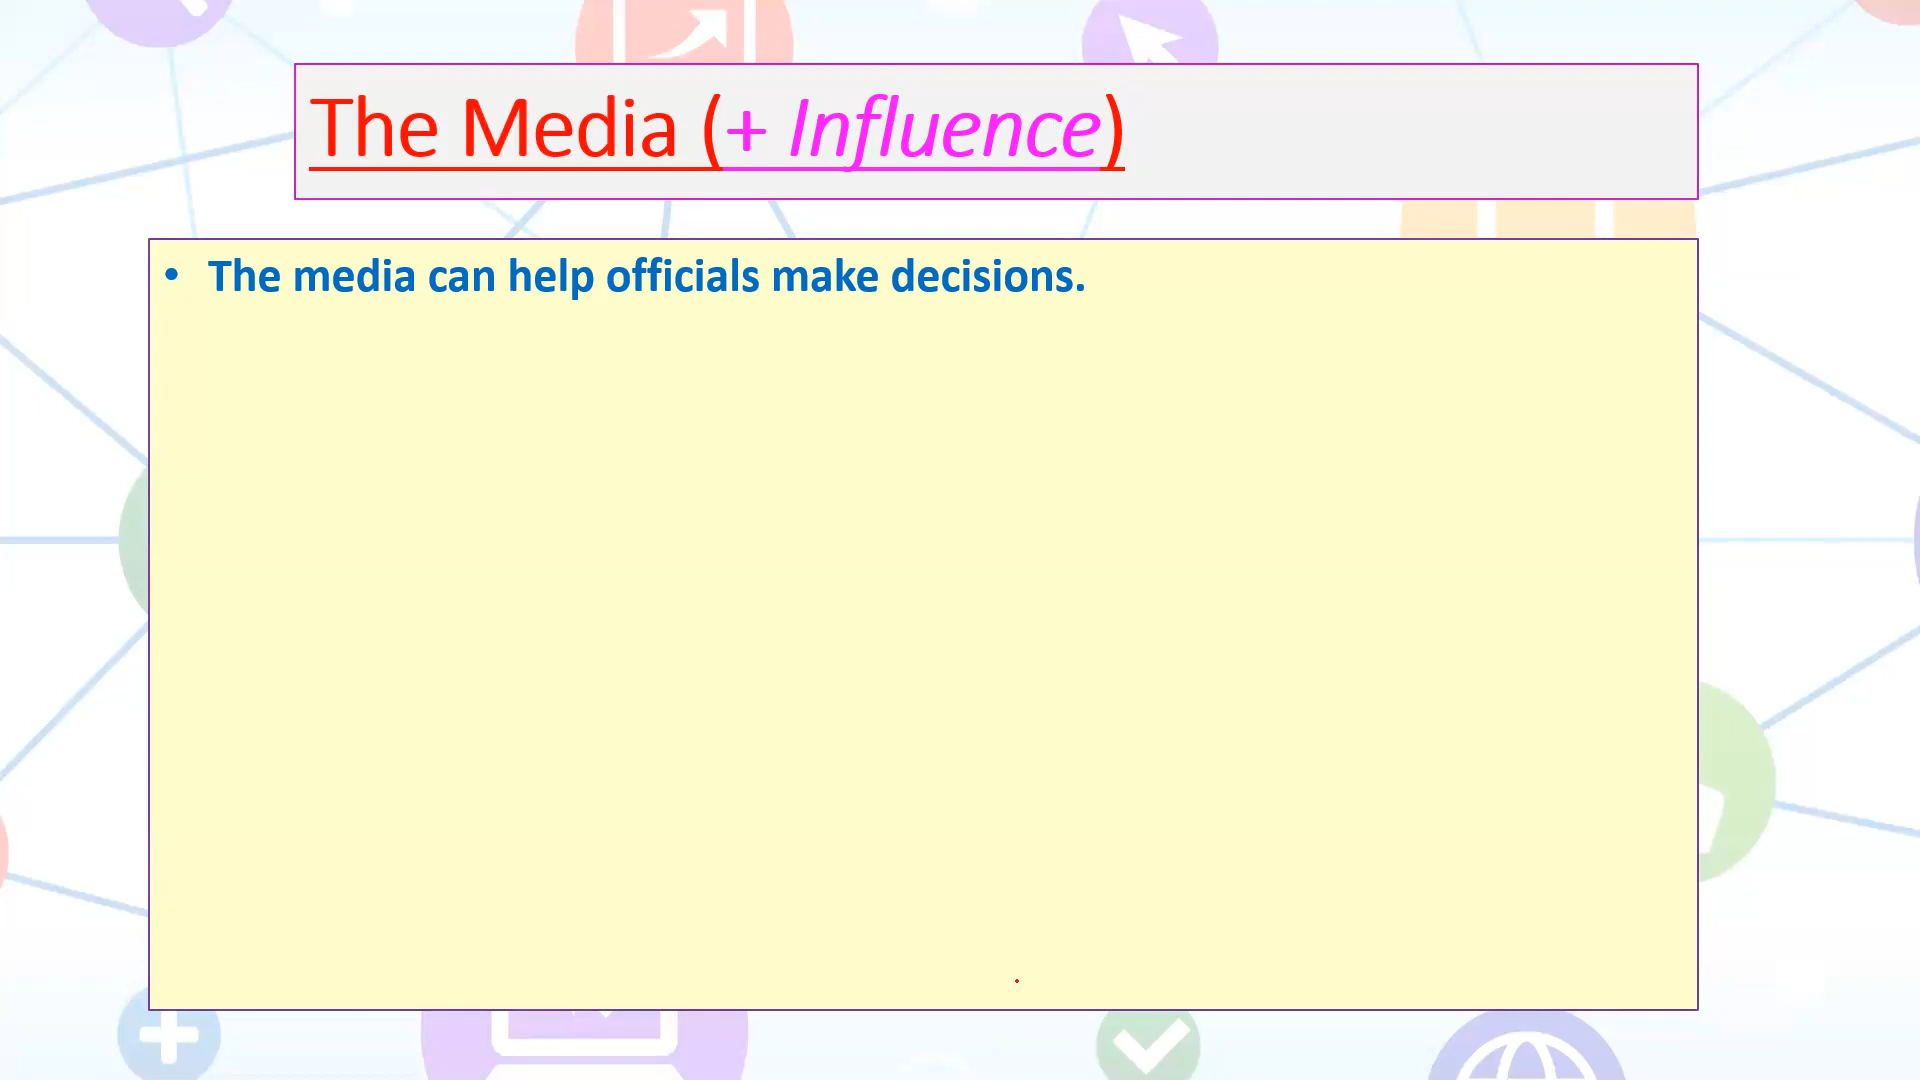 The Media (+ Influence)
• The media can help officials make decisions.